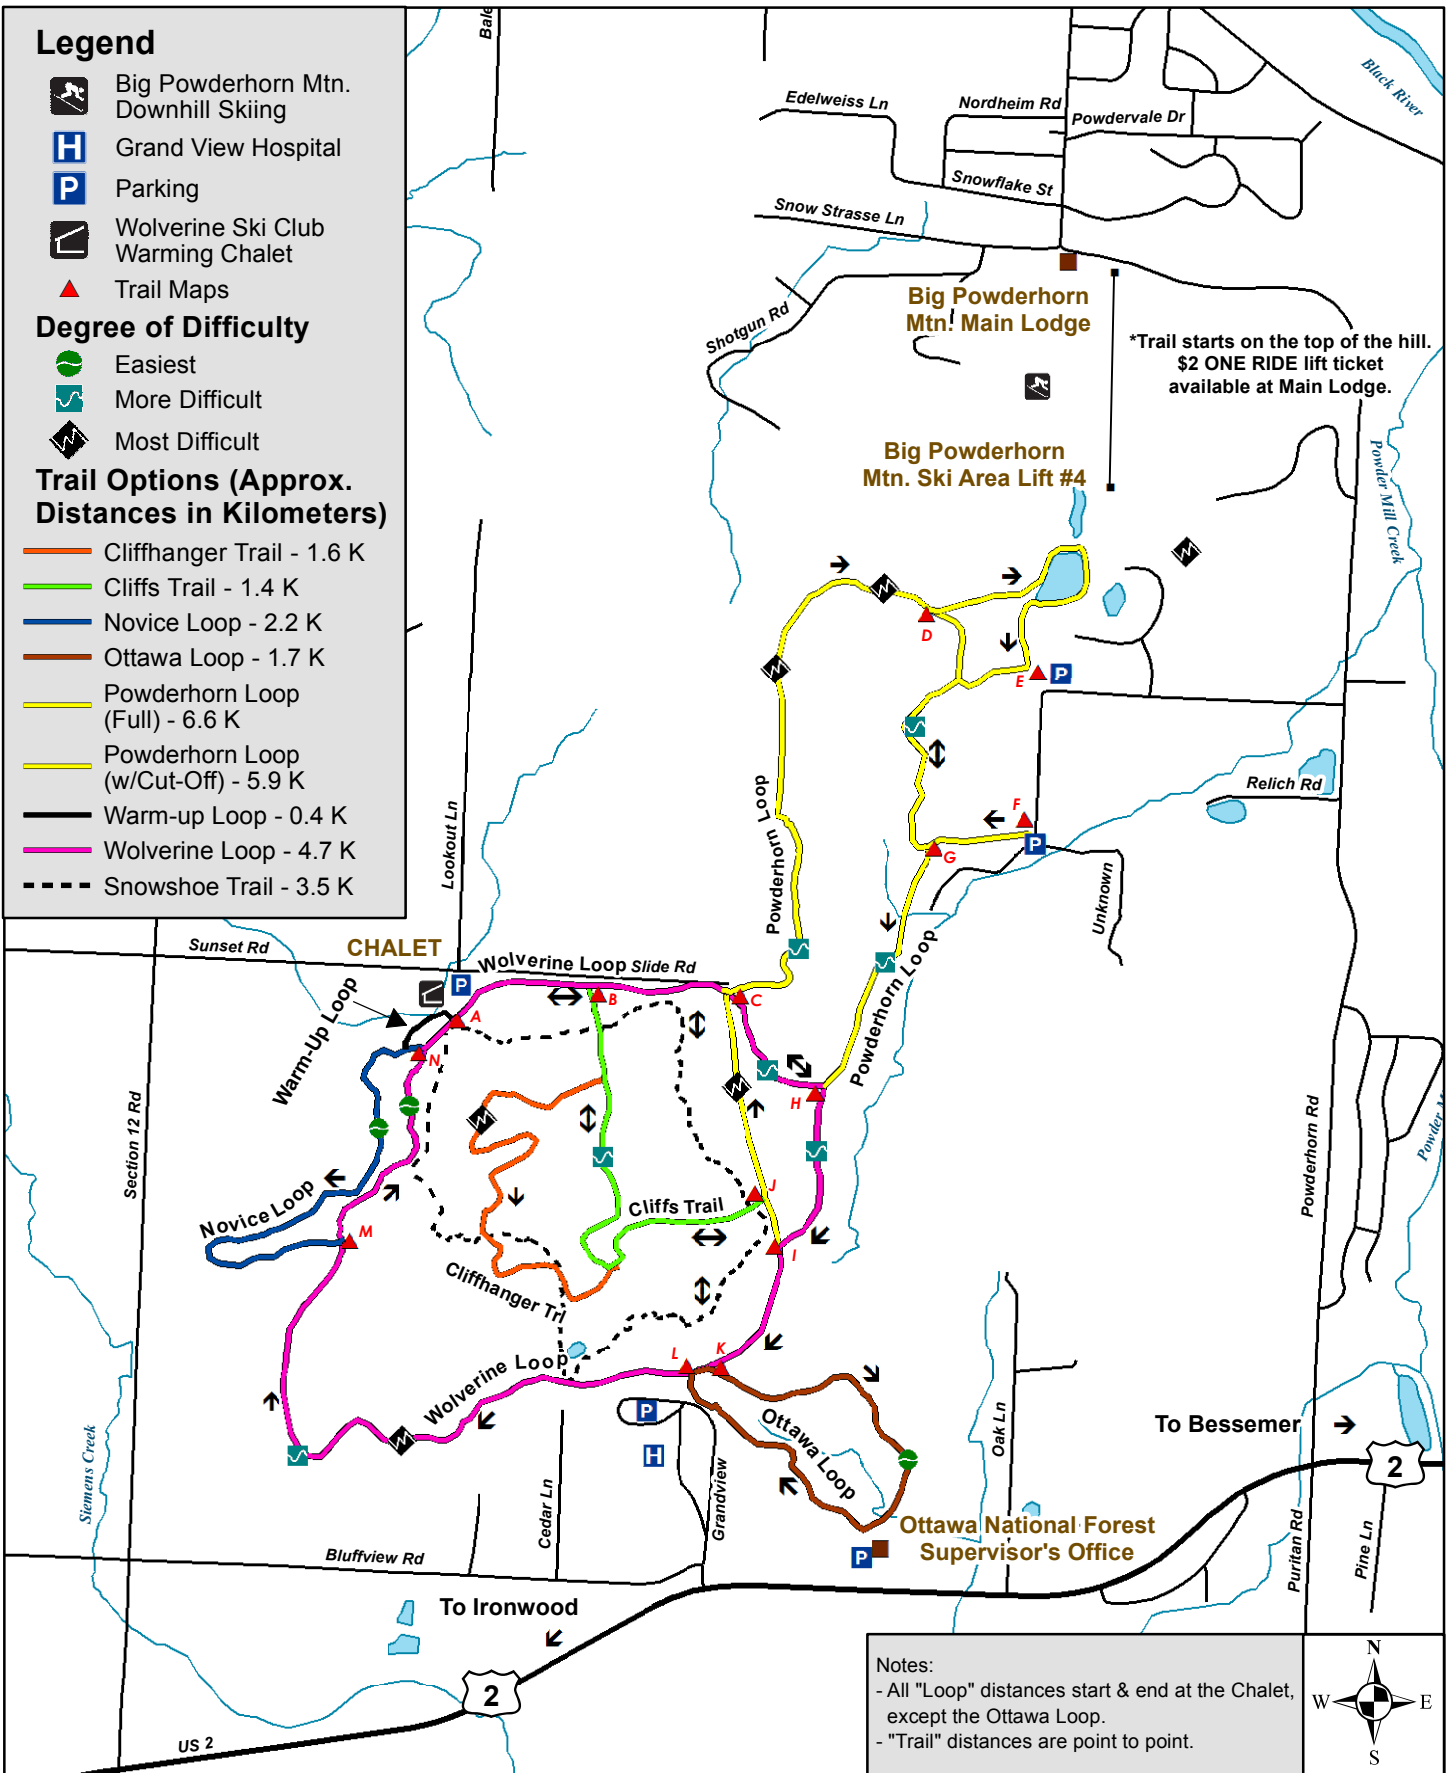 Legend
Big Powderhorn Mtn.
Downhill Skiing
H
Grand View Hospital
P
Parking
Wolverine Ski Club
Warming Chalet
Trail Maps
Degree of Difficulty
Easiest
More Difficult
Most Difficult
Trail Options (Approx.
Distances in Kilometers)
Cliffhanger Trail - 1.6 K
Cliffs Trail - 1.4 K
Novice Loop - 2.2 K
Ottawa Loop - 1.7 K
Powderhorn Loop
(Full) - 6.6 K
Powderhorn Loop
(w/Cut-Off) - 5.9 K
Warm-up Loop - 0.4 K
Wolverine Loop - 4.7 K
Snowshoe Trail - 3.5 K
Black River
Edelweiss Ln
Nordheim Rd
Powdervale Dr
Snowflake St
Snow Strasse Ln
Shotgun Rd
Big Powderhorn
Mtn. Main Lodge
*Trail starts on the top of the hill.
$2 ONE RIDE lift ticket
available at Main Lodge.
Big Powderhorn
Mtn. Ski Area Lift #4
Powder Mill Creek
D
E
P
Relich Rd
F
P
G
Unknown
Lookout Ln
Powderhorn Loop
Powderhorn Loop
Sunset Rd
CHALET
P
Wolverine Loop
Slide Rd
A
B
C
Warm-Up Loop
N
H
Section 12 Rd
Powderhorn Rd
Novice Loop
M
Cliffs Trail
J
I
Cliffhanger Trl
L
K
Wolverine Loop
P
H
Ottawa Loop
Grandview
Cedar Ln
Oak Ln
To Bessemer
2
Siemens Creek
Bluffview Rd
Ottawa National Forest
Supervisor's Office
P
Puritan Rd
Pine Ln
To Ironwood
2
US 2
Notes:
- All "Loop" distances start & end at the Chalet,
except the Ottawa Loop.
- "Trail" distances are point to point.
N
W
E
S